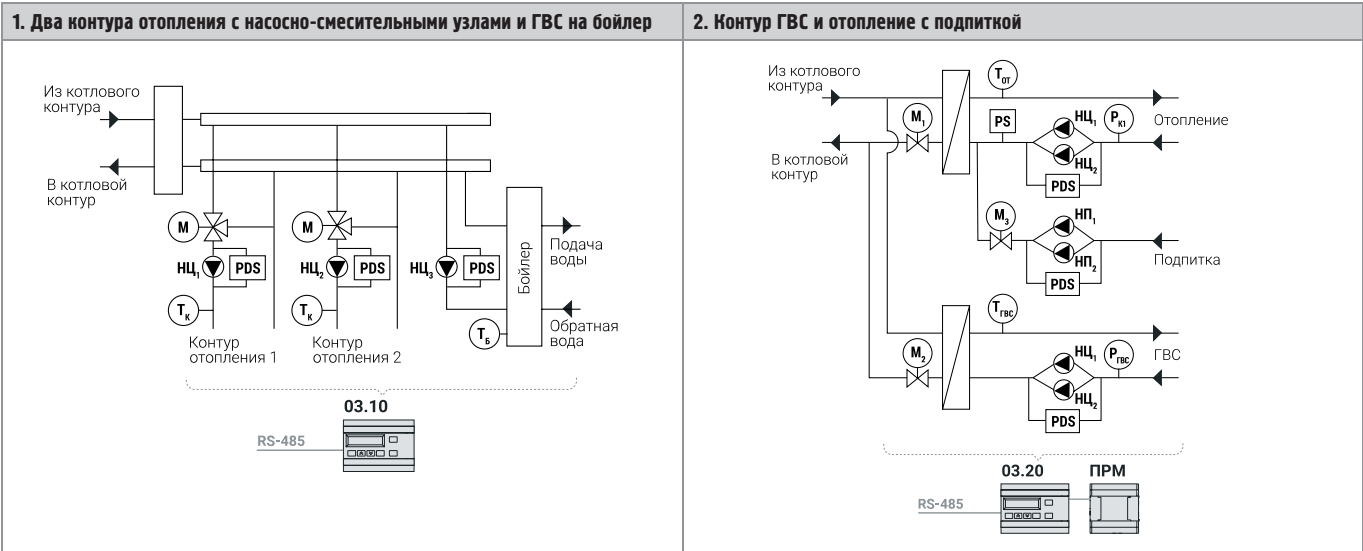 1. Два контура отопления с насосно-смесительными узлами и ГВС на бойлер
Из котлового
контура
В котловой
контур
М
М
НЦ₁
PDS
НЦ₂
PDS
НЦ₃
PDS
Бойлер
Подача
воды
Обратная
вода
Tк
Tк
TБ
Контур
отопления 1
Контур
отопления 2
03.10
RS-485
2. Контур ГВС и отопление с подпиткой
Из котлового
контура
В котловой
контур
TОТ
М₁
PS
НЦ₁
НЦ₂
PК1
PDS
Отопление
М₃
НП₁
НП₂
PDS
Подпитка
TГВС
М₂
НЦ₁
НЦ₂
PГВС
PDS
ГВС
03.20
ПРМ
RS-485